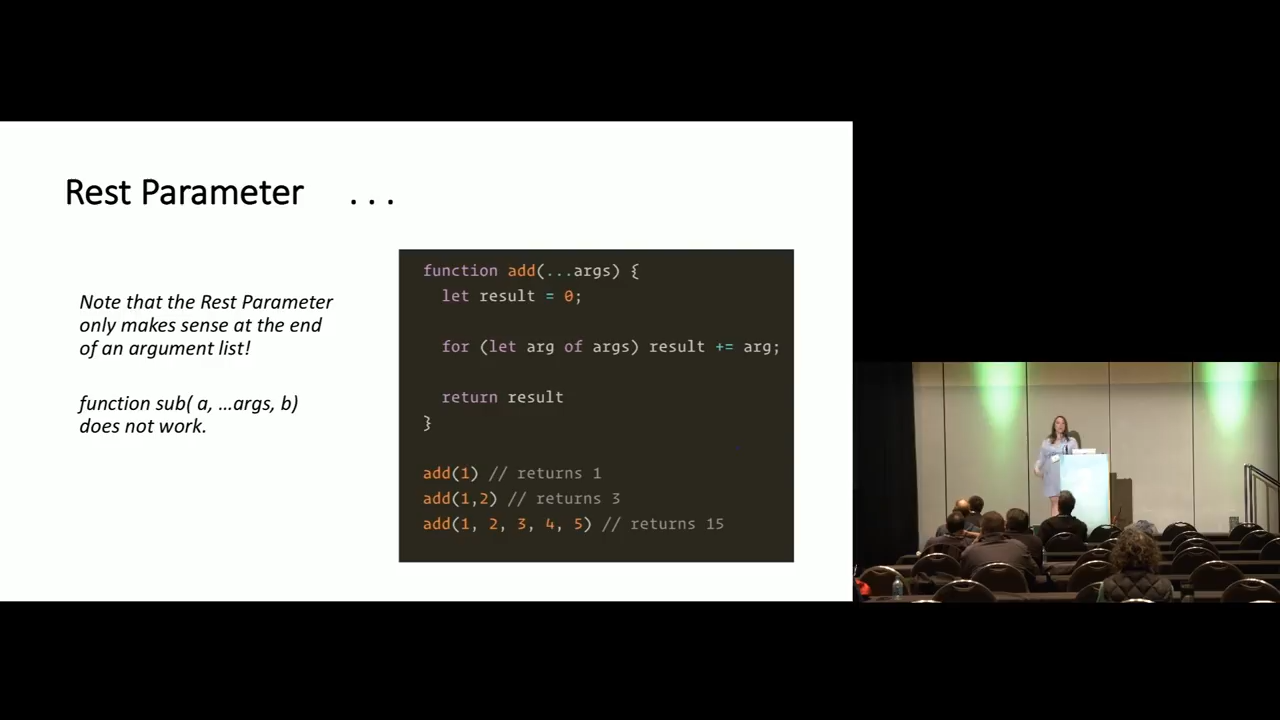 Rest Parameter ...
Note that the Rest Parameter
only makes sense at the end
of an argument list!
function sub( a, ...args, b)
does not work.
function add(...args) {
let result = 0;
for (let arg of args) result += arg;
return result
}
add(1) // returns 1
add(1,2) // returns 3
add(1, 2, 3, 4, 5) // returns 15